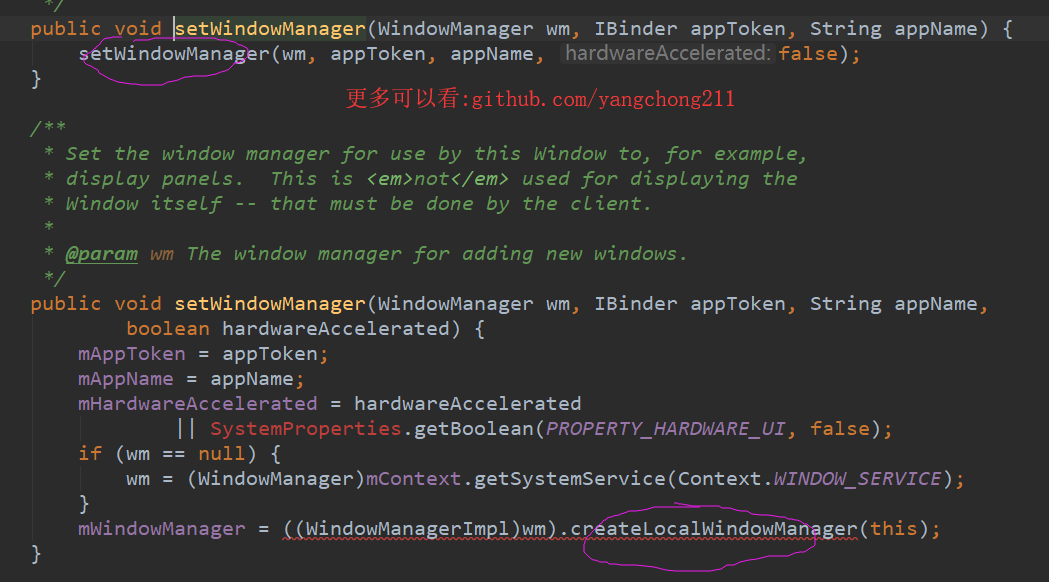 */
public void setWindowManager(WindowManager wm, IBinder appToken, String appName) {
setWindowManager(wm, appToken, appName, hardwareAccelerated: false);
}
更多可以看:github.com/yangchong211
/**
* Set the window manager for use by this Window to, for example,
* display panels. This is <em>not</em> used for displaying the
* Window itself -- that must be done by the client.
*
* @param wm The window manager for adding new windows.
*/
public void setWindowManager(WindowManager wm, IBinder appToken, String appName,
boolean hardwareAccelerated) {
mAppToken = appToken;
mAppName = appName;
mHardwareAccelerated = hardwareAccelerated
|| SystemProperties.getBoolean(PROPERTY_HARDWARE_UI, false);
if (wm == null) {
wm = (WindowManager)mContext.getSystemService(Context.WINDOW_SERVICE);
}
mWindowManager = ((WindowManagerImpl)wm).createLocalWindowManager(this);
}